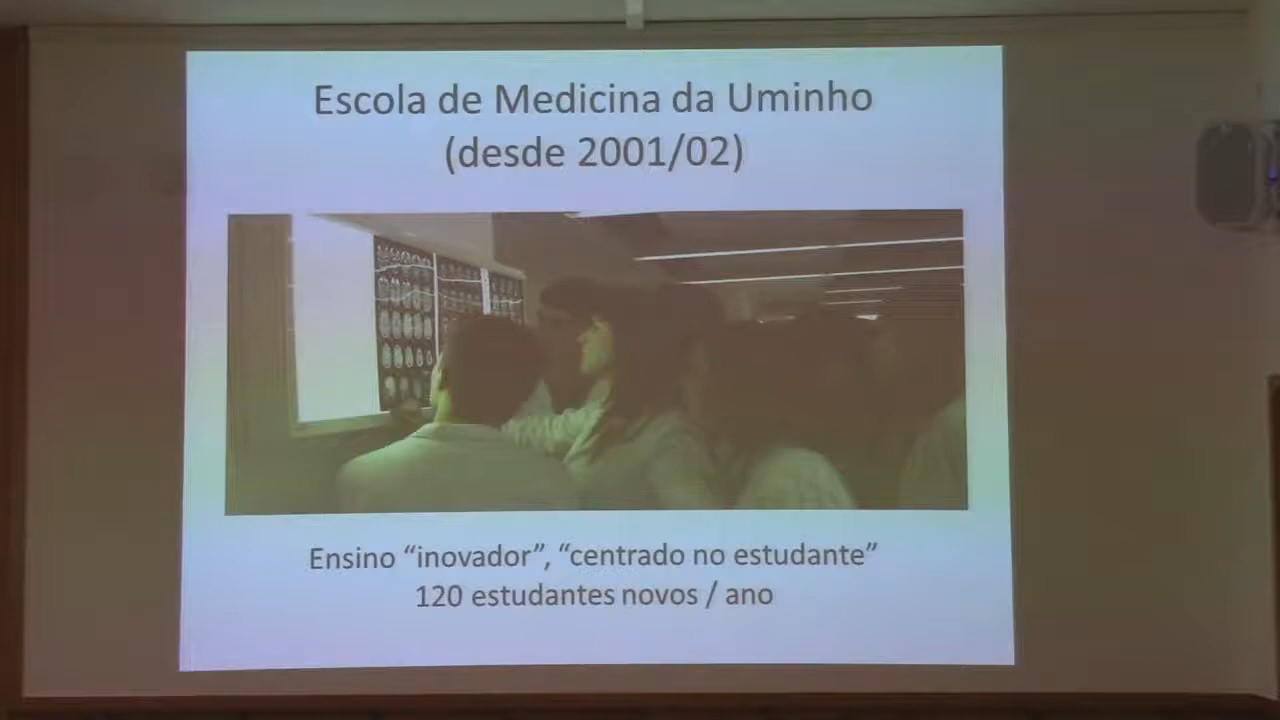 Escola de Medicina da Uminho
(desde 2001/02)
Ensino “inovador”, “centrado no estudante”
120 estudantes novos / ano